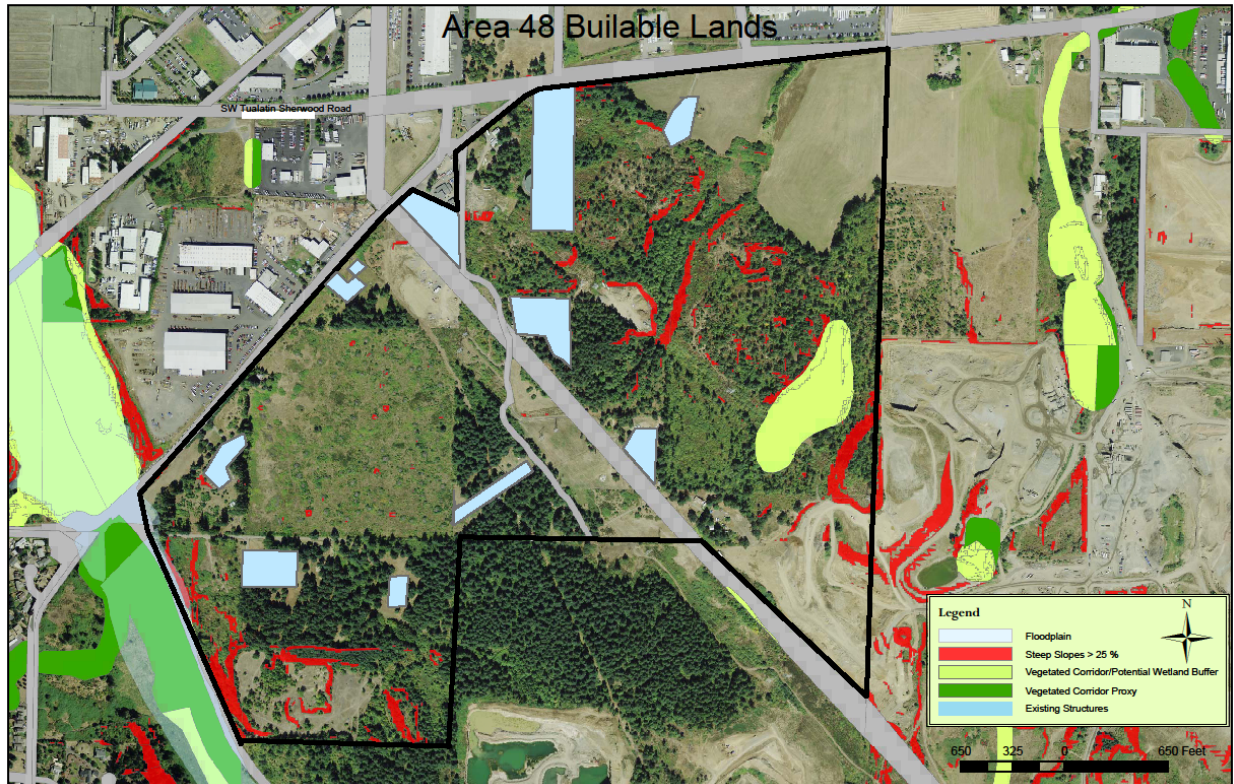 Area 48 Builable Lands
SW Tualatin Sherwood Road
Legend
N
Floodplain
Steep Slopes > 25 %
Vegetated Corridor/Potential Wetland Buffer
Vegetated Corridor Proxy
Existing Structures
650 325 0 650 Feet